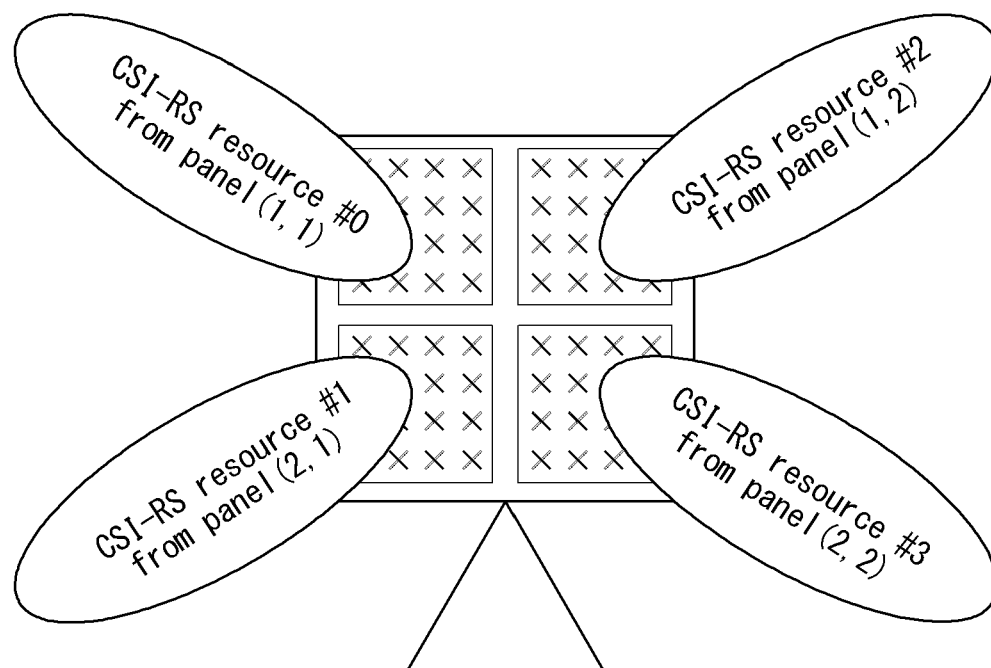 CSI-RS resource #0
from panel(1, 1)
CSI-RS resource #2
from panel(1, 2)
CSI-RS resource #1
from panel(2, 1)
CSI-RS resource #3
from panel(2, 2)